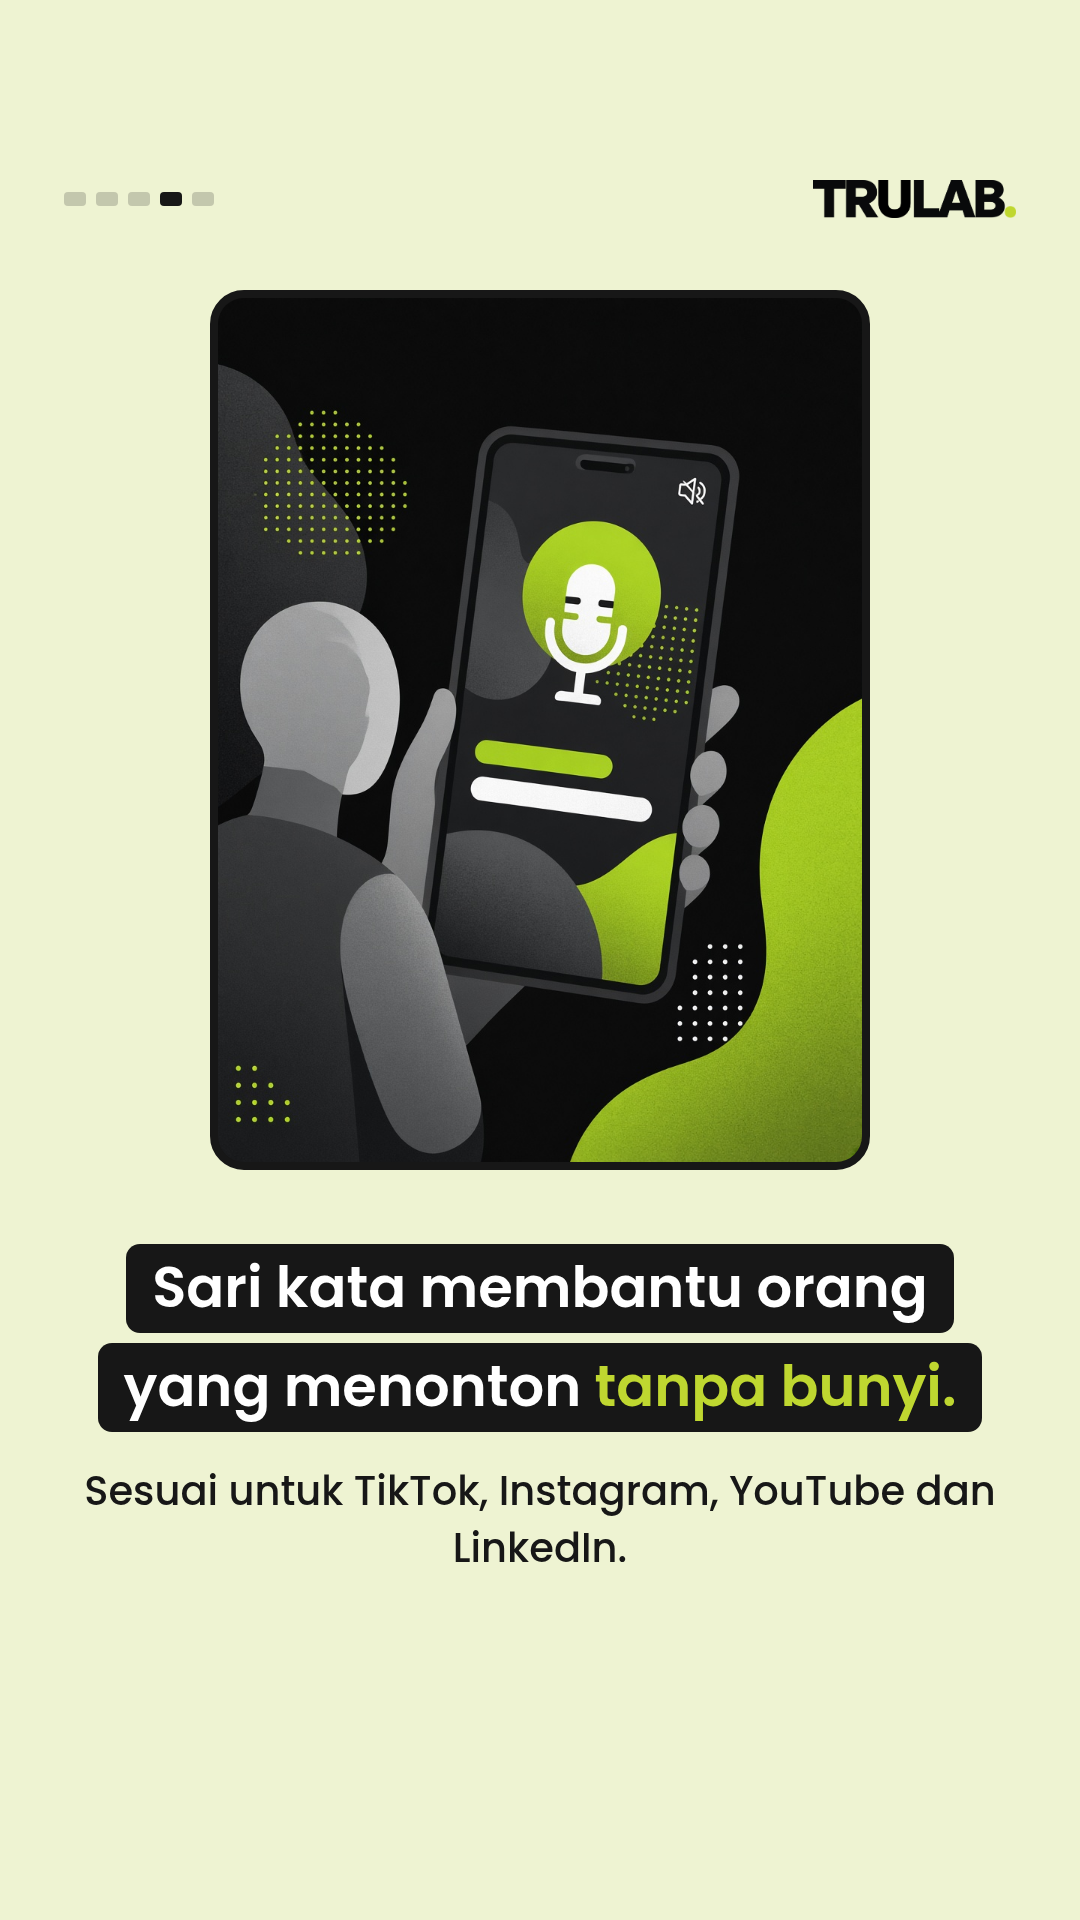 TRULAB.
Sari kata membantu orang
yang menonton tanpa bunyi.
Sesuai untuk TikTok, Instagram, YouTube dan
LinkedIn.